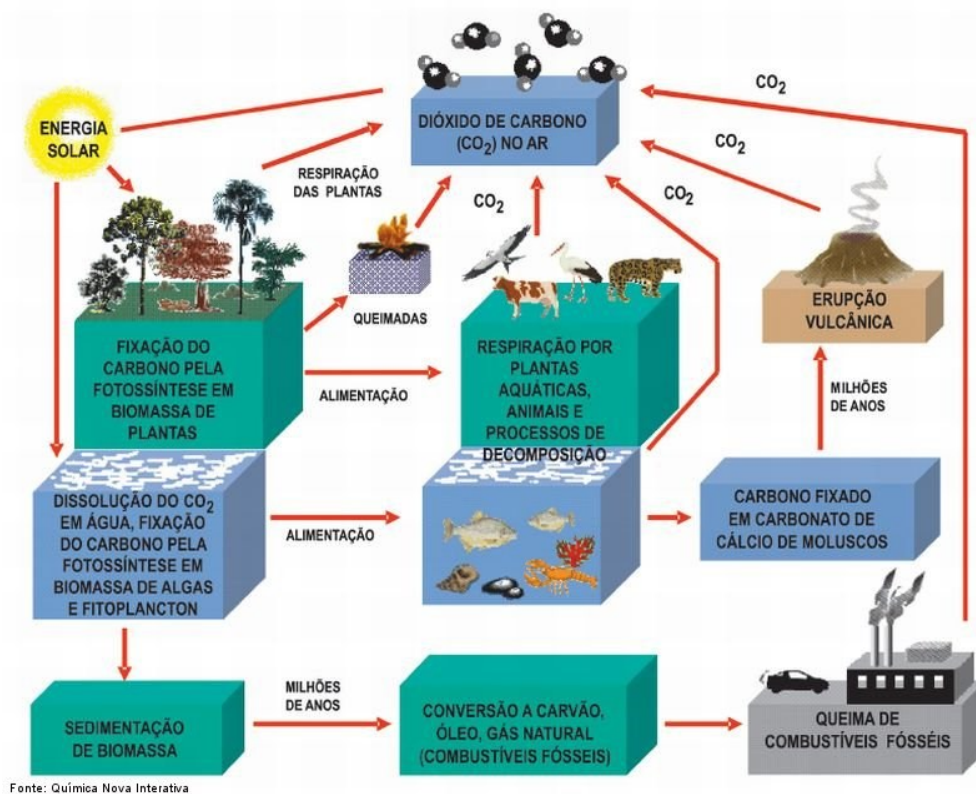 CO2
DIÓXIDO DE CARBONO
(CO2) NO AR
ENERGIA
SOLAR
CO2
RESPIRAÇÃO
DAS PLANTAS
CO2
CO2
QUEIMADAS
ERUPÇÃO
VULCÂNICA
FIXAÇÃO DO
CARBONO PELA
FOTOSSÍNTESE EM
BIOMASSA DE
PLANTAS
ALIMENTAÇÃO
RESPIRAÇÃO POR
PLANTAS
AQUÁTICAS,
ANIMAIS E
PROCESSOS DE
DECOMPOSIÇÃO
MILHÕES
DE ANOS
DISSOLUÇÃO DO CO2
EM ÁGUA, FIXAÇÃO
DO CARBONO PELA
FOTOSSÍNTESE EM
BIOMASSA DE ALGAS
E FITOPLANCTON
ALIMENTAÇÃO
CARBONO FIXADO
EM CARBONATO DE
CÁLCIO DE MOLUSCOS
SEDIMENTAÇÃO
DE BIOMASSA
MILHÕES
DE ANOS
CONVERSÃO A CARVÃO,
ÓLEO, GÁS NATURAL
(COMBUSTÍVEIS FÓSSEIS)
QUEIMA DE
COMBUSTÍVEIS FÓSSÉIS
Fonte: Química Nova Interativa